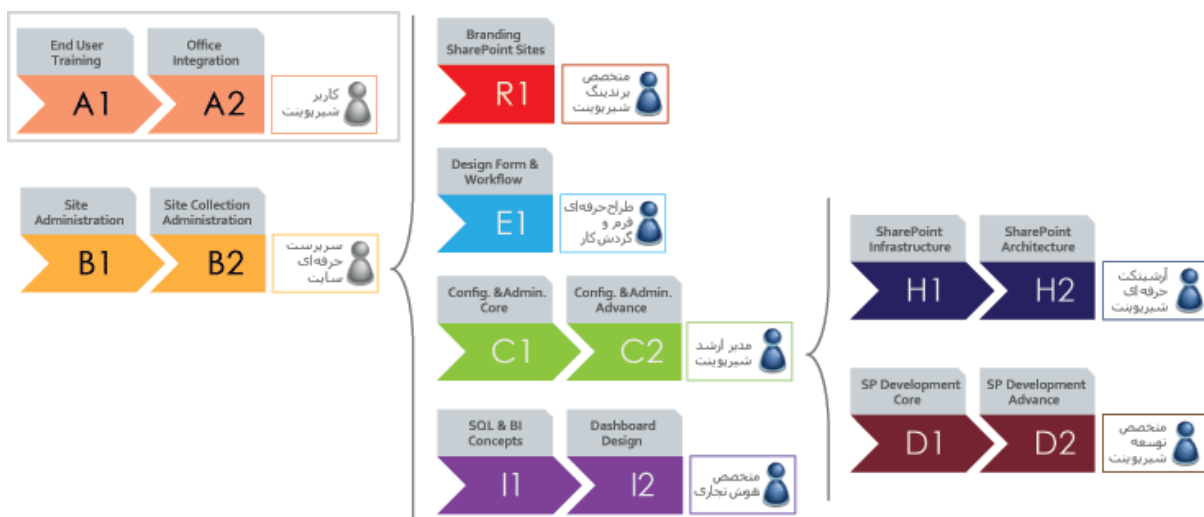 End User
Training
A1
Office
Integration
A2
کاربر
شیرپوینت
Site
Administration
B1
Site Collection
Administration
B2
سرپرست
حرفه‌ای
سایت
Branding
SharePoint Sites
R1
متخصص
برندینگ
شیرپوینت
Design Form &
Workflow
E1
طراح حرفه‌ای
فرم و
گردش کار
Config. &Admin.
Core
C1
Config. &Admin.
Advance
C2
مدیر ارشد
شیرپوینت
SQL & BI
Concepts
I1
Dashboard
Design
I2
متخصص
هوش تجاری
SharePoint
Infrastructure
H1
SharePoint
Architecture
H2
آرشیتکت
حرفه ای
شیرپوینت
SP Development
Core
D1
SP Development
Advance
D2
متخصص
توسعه
شیرپوینت